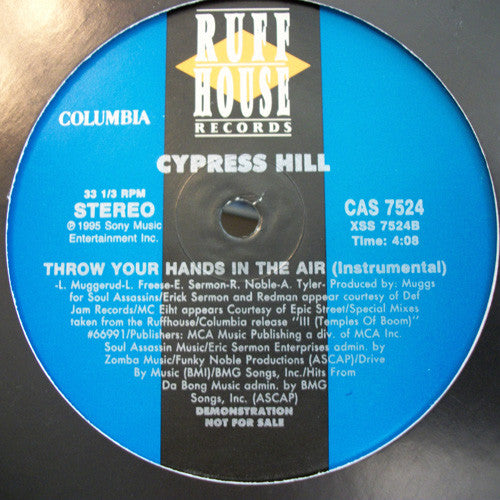 RUFF
HOUSE
RECORDS
COLUMBIA
CYPRESS HILL
33 1/3 RPM
STEREO
℗ 1995 Sony Music
Entertainment Inc.
CAS 7524
XSS 7524B
Time: 4:08
THROW YOUR HANDS IN THE AIR (Instrumental)
-L. Muggerud-L. Freese-E. Sermon-R. Noble-A. Tyler- Produced by: Muggs
for Soul Assassins/Erick Sermon and Redman appear courtesy of Def
Jam Records/MC Eiht appears Courtesy of Epic Street/Special Mixes
taken from the Ruffhouse/Columbia release "III (Temples Of Boom)"
#66991/Publishers: MCA Music Publishing a div. of MCA Inc.
Soul Assassin Music/Eric Sermon Enterprises admin. by
Zomba Music/Funky Noble Productions (ASCAP)/Drive
By Music (BMI)/BMG Songs, Inc./Hits From
Da Bong Music admin. by BMG
Songs, Inc. (ASCAP)
DEMONSTRATION
NOT FOR SALE